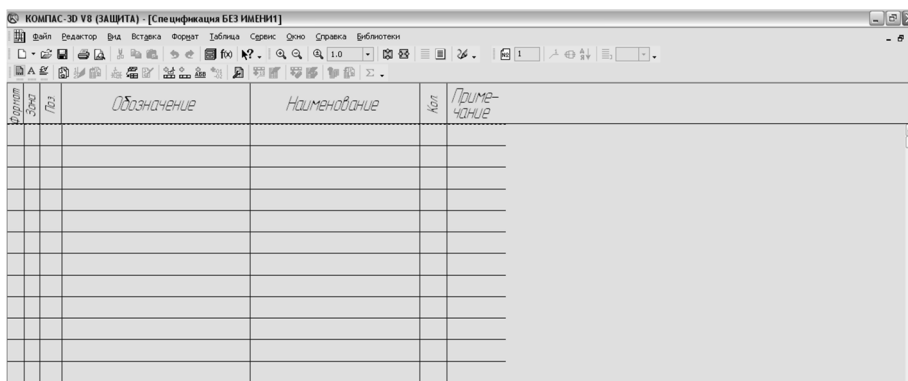 КОМПАС-3D V8 (ЗАЩИТА) - [Спецификация БЕЗ ИМЕНИ1]
Файл Редактор Вид Вставка Формат Таблица Сервис Окно Справка Библиотеки
f(x) 1.0 1
Формат Зона Поз Обозначение Наименование Кол Приме-
чание